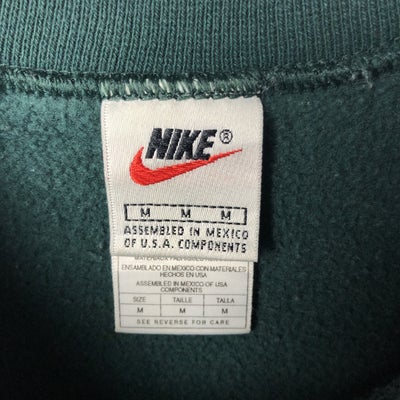 NIKE®
M M M
ASSEMBLED IN MEXICO
OF U.S.A. COMPONENTS
ENSAMBLADO EN MEXICO CON MATERIALES
HECHOS EN USA
ASSEMBLED IN MEXICO OF USA
COMPONENTS
SIZE TAILLE TALLA
M M M
SEE REVERSE FOR CARE